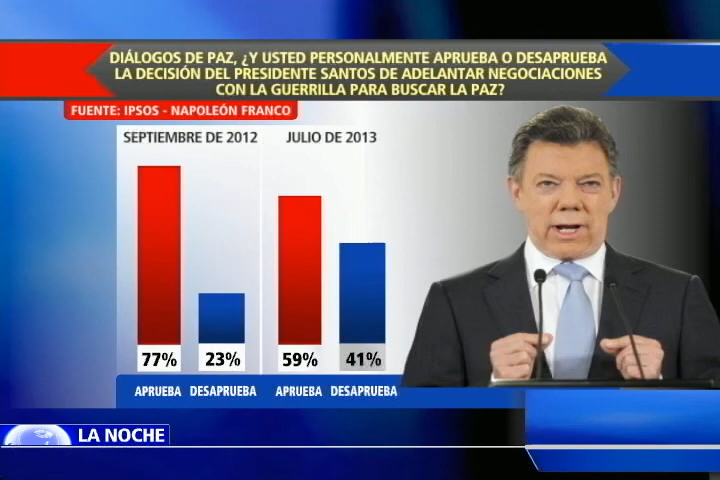 DIÁLOGOS DE PAZ, ¿Y USTED PERSONALMENTE APRUEBA O DESAPRUEBA
LA DECISIÓN DEL PRESIDENTE SANTOS DE ADELANTAR NEGOCIACIONES
CON LA GUERRILLA PARA BUSCAR LA PAZ?
FUENTE: IPSOS - NAPOLEÓN FRANCO
SEPTIEMBRE DE 2012 JULIO DE 2013
77% 23% 59% 41%
APRUEBA DESAPRUEBA APRUEBA DESAPRUEBA
LA NOCHE